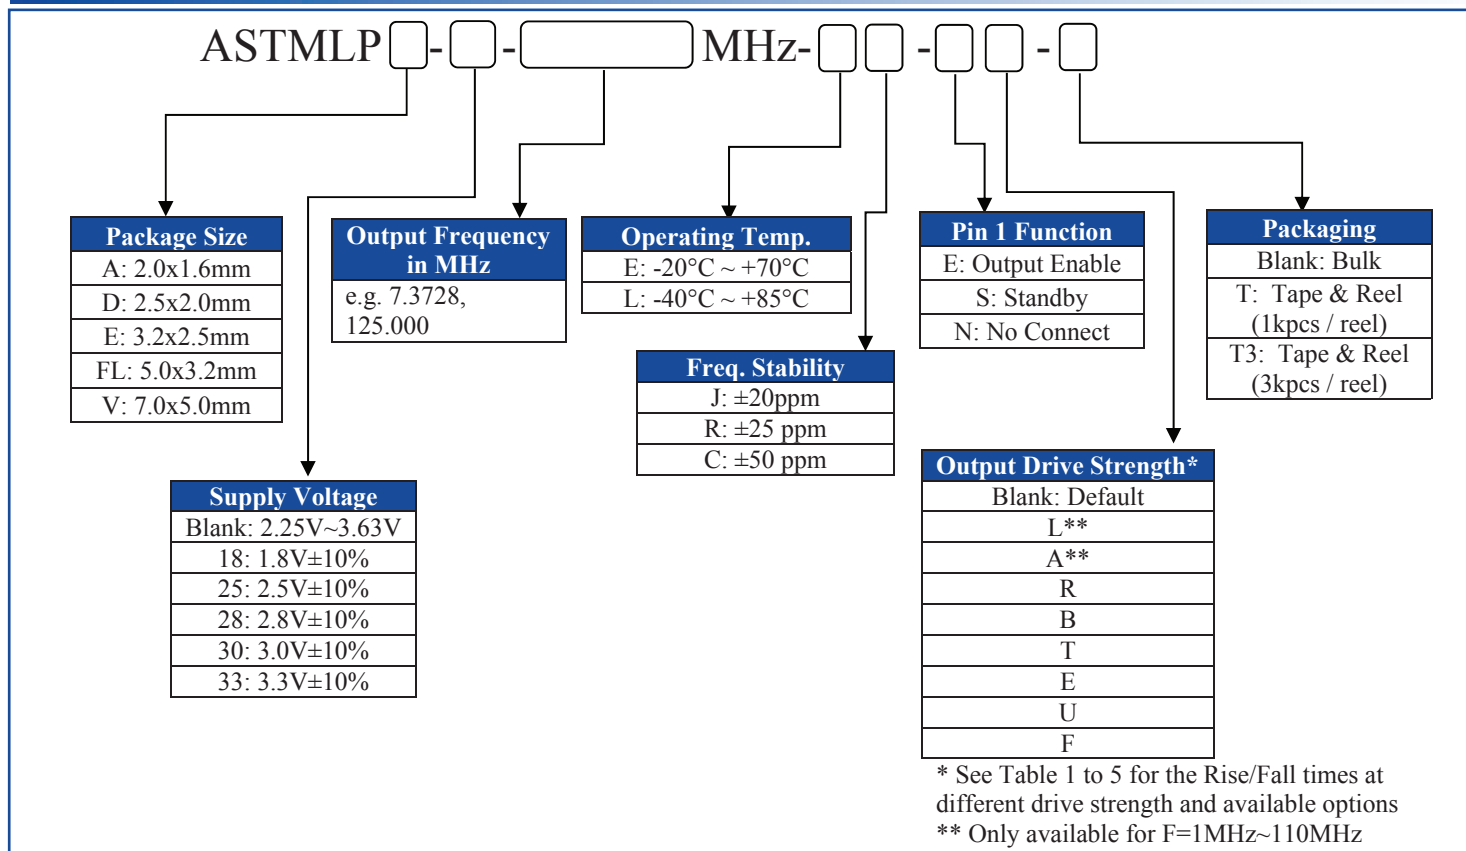 ASTMLP - - MHz- - -
Package Size
A: 2.0x1.6mm
D: 2.5x2.0mm
E: 3.2x2.5mm
FL: 5.0x3.2mm
V: 7.0x5.0mm
Supply Voltage
Blank: 2.25V~3.63V
18: 1.8V±10%
25: 2.5V±10%
28: 2.8V±10%
30: 3.0V±10%
33: 3.3V±10%
Output Frequency
in MHz
e.g. 7.3728,
125.000
Operating Temp.
E: -20°C ~ +70°C
L: -40°C ~ +85°C
Freq. Stability
J: ±20ppm
R: ±25 ppm
C: ±50 ppm
Pin 1 Function
E: Output Enable
S: Standby
N: No Connect
Output Drive Strength*
Blank: Default
L**
A**
R
B
T
E
U
F
* See Table 1 to 5 for the Rise/Fall times at
different drive strength and available options
** Only available for F=1MHz~110MHz
Packaging
Blank: Bulk
T: Tape & Reel
(1kpcs / reel)
T3: Tape & Reel
(3kpcs / reel)